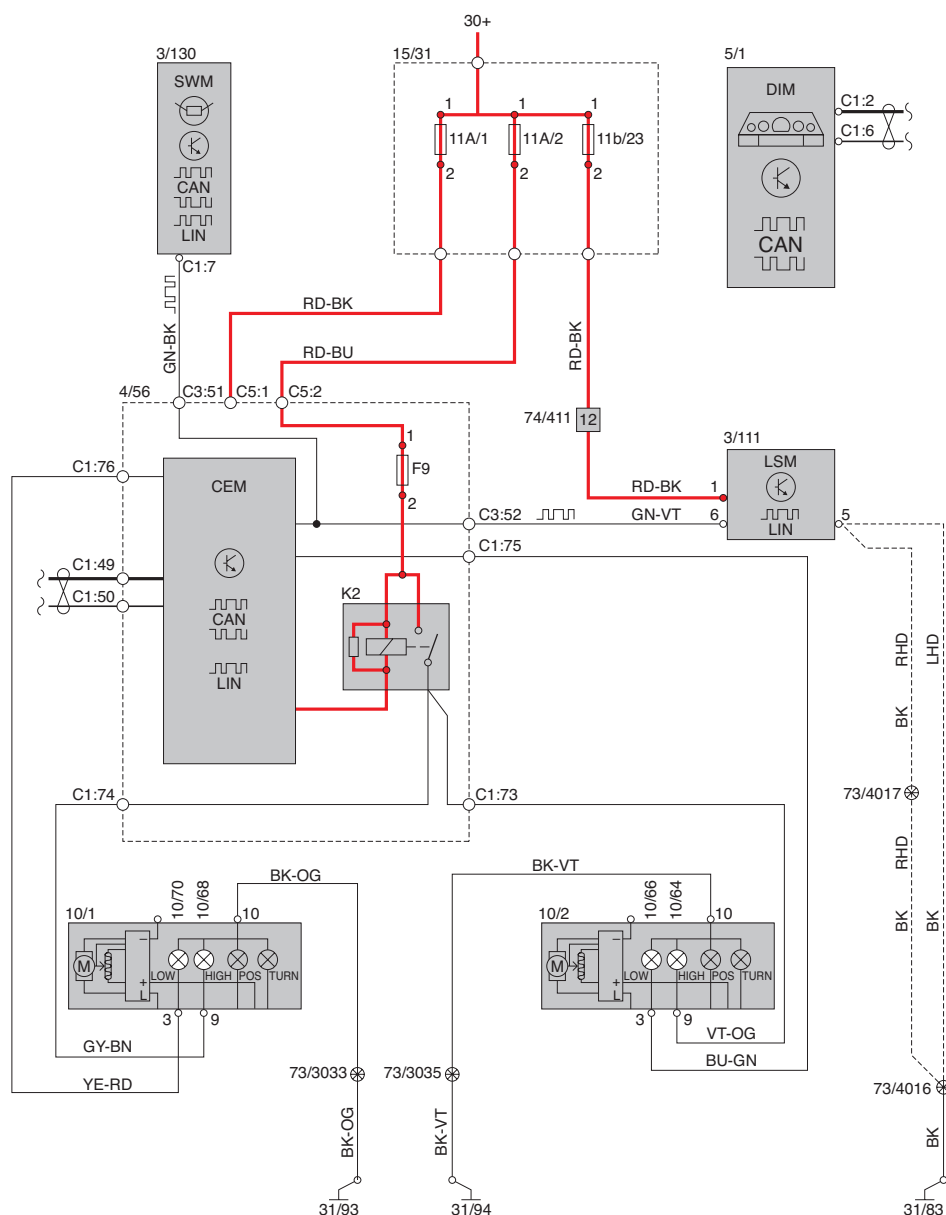 30+
3/130
15/31
5/1
SWM
DIM
C1:2
C1:6
1 1 1
11A/1 11A/2 11b/23
2 2 2
CAN
LIN
CAN
C1:7
GN-BK
RD-BK
RD-BU
RD-BK
4/56 C3:51 C5:1 C5:2
74/411 12
3/111
1
F9
2
LSM
LIN
RD-BK 1
GN-VT 6
5
C1:76
CEM
C3:52
C1:75
C1:49
C1:50
CAN
LIN
K2
RHD
LHD
BK
C1:74
C1:73
73/4017
RHD
BK
BK
BK-OG
BK-VT
10/1
10/70
10/68
10
10/2
10/66
10/64
10
M – + L LOW HIGH POS TURN
M – + L LOW HIGH POS TURN
3 9
3 9
GY-BN
YE-RD
VT-OG
BU-GN
73/3033
73/3035
73/4016
BK-OG
BK-VT
BK
31/93
31/94
31/83